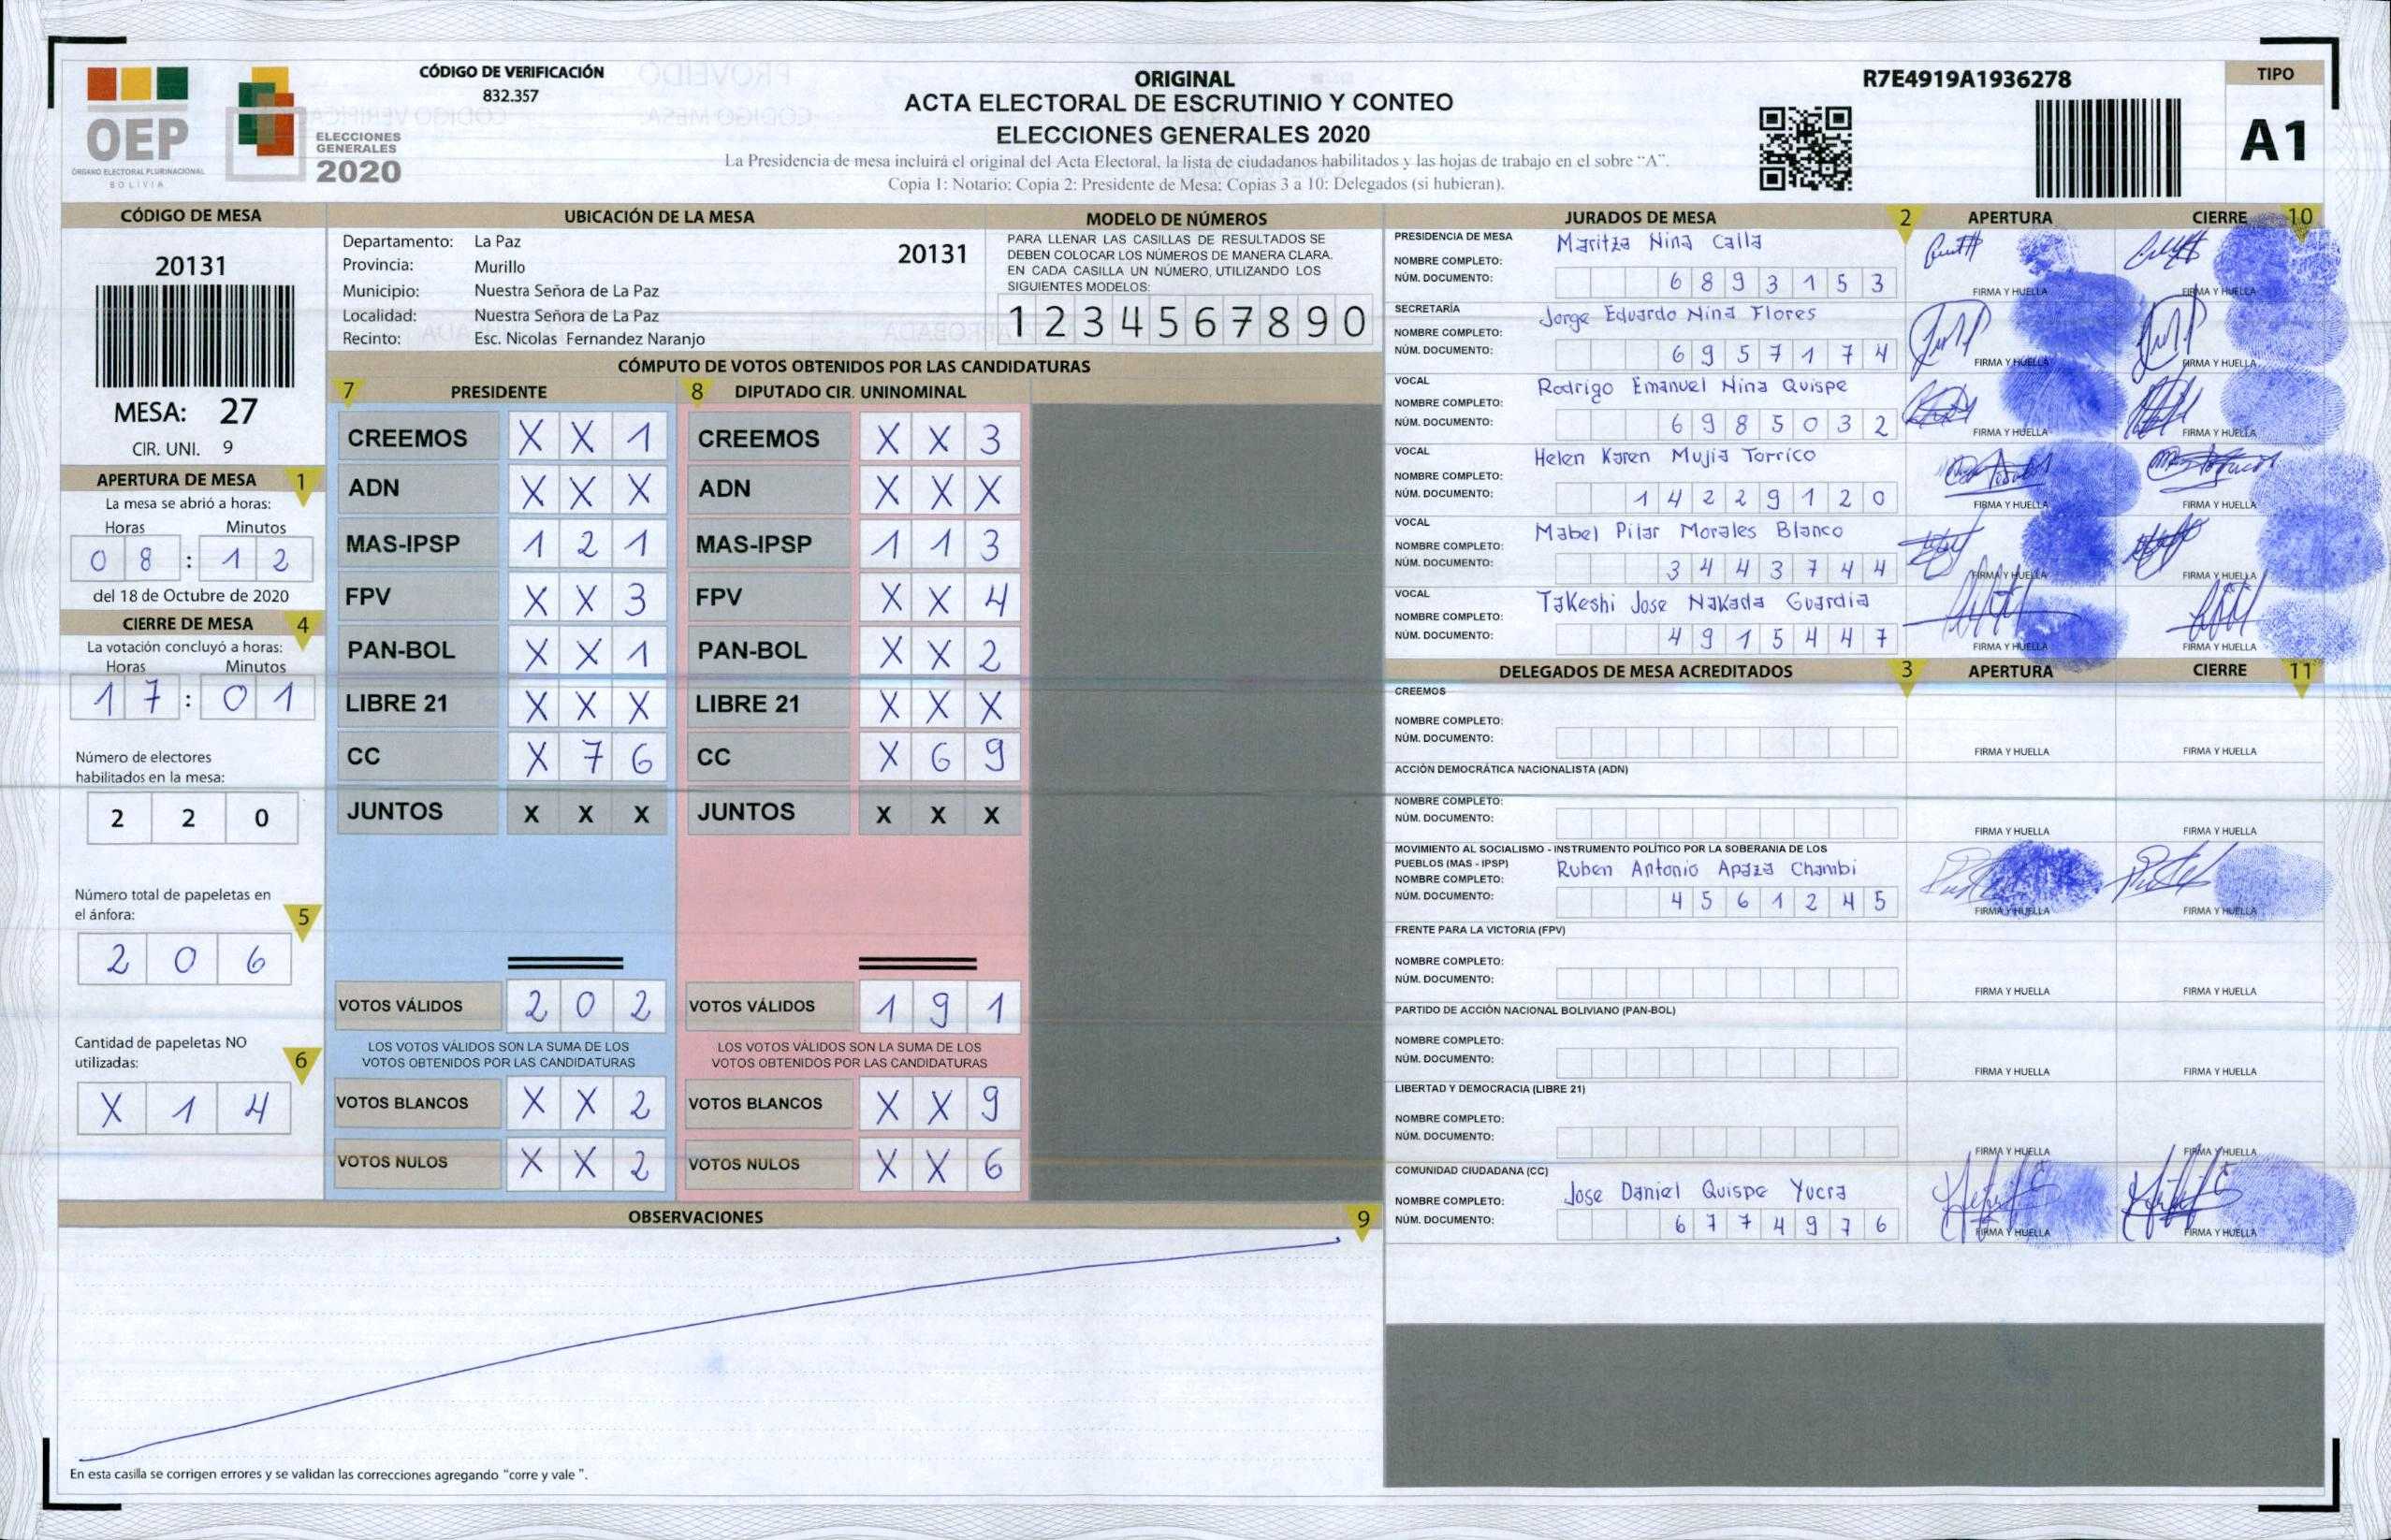 CÓDIGO DE VERIFICACIÓN
832.357
OEP
ÓRGANO ELECTORAL PLURINACIONAL
BOLIVIA
ELECCIONES
GENERALES
2020
ORIGINAL
ACTA ELECTORAL DE ESCRUTINIO Y CONTEO
ELECCIONES GENERALES 2020
La Presidencia de mesa incluirá el original del Acta Electoral, la lista de ciudadanos habilitados y las hojas de trabajo en el sobre “A”.
Copia 1: Notario; Copia 2: Presidente de Mesa; Copias 3 a 10: Delegados (si hubieran).
R7E4919A1936278
TIPO
A1
CÓDIGO DE MESA
20131
MESA: 27
CIR. UNI. 9
APERTURA DE MESA 1
La mesa se abrió a horas:
Horas Minutos
0 8 : 1 2
del 18 de Octubre de 2020
CIERRE DE MESA 4
La votación concluyó a horas:
Horas Minutos
1 7 : 0 1
Número de electores
habilitados en la mesa:
2 2 0
Número total de papeletas en
el ánfora: 5
2 0 6
Cantidad de papeletas NO
utilizadas: 6
X 1 4
UBICACIÓN DE LA MESA
Departamento: La Paz 20131
Provincia: Murillo
Municipio: Nuestra Señora de La Paz
Localidad: Nuestra Señora de La Paz
Recinto: Esc. Nicolas Fernandez Naranjo
MODELO DE NÚMEROS
PARA LLENAR LAS CASILLAS DE RESULTADOS SE
DEBEN COLOCAR LOS NÚMEROS DE MANERA CLARA.
EN CADA CASILLA UN NÚMERO, UTILIZANDO LOS
SIGUIENTES MODELOS:
1 2 3 4 5 6 7 8 9 0
CÓMPUTO DE VOTOS OBTENIDOS POR LAS CANDIDATURAS
7 PRESIDENTE 8 DIPUTADO CIR. UNINOMINAL
CREEMOS X X 1 CREEMOS X X 3
ADN X X X ADN X X X
MAS-IPSP 1 2 1 MAS-IPSP 1 1 3
FPV X X 3 FPV X X 4
PAN-BOL X X 1 PAN-BOL X X 2
LIBRE 21 X X X LIBRE 21 X X X
CC X 7 6 CC X 6 9
JUNTOS X X X JUNTOS X X X
VOTOS VÁLIDOS 2 0 2 VOTOS VÁLIDOS 1 9 1
LOS VOTOS VÁLIDOS SON LA SUMA DE LOS LOS VOTOS VÁLIDOS SON LA SUMA DE LOS
VOTOS OBTENIDOS POR LAS CANDIDATURAS VOTOS OBTENIDOS POR LAS CANDIDATURAS
VOTOS BLANCOS X X 2 VOTOS BLANCOS X X 9
VOTOS NULOS X X 2 VOTOS NULOS X X 6
OBSERVACIONES 9
En esta casilla se corrigen errores y se validan las correcciones agregando “corre y vale ”.
JURADOS DE MESA 2 APERTURA CIERRE 10
PRESIDENCIA DE MESA Maritza Nina Calla
NOMBRE COMPLETO:
NÚM. DOCUMENTO: 6 8 9 3 1 5 3 FIRMA Y HUELLA FIRMA Y HUELLA
SECRETARÍA Jorge Eduardo Nina Flores
NOMBRE COMPLETO:
NÚM. DOCUMENTO: 6 9 5 7 1 7 4 FIRMA Y HUELLA FIRMA Y HUELLA
VOCAL Rodrigo Emanuel Nina Quispe
NOMBRE COMPLETO:
NÚM. DOCUMENTO: 6 9 8 5 0 3 2 FIRMA Y HUELLA FIRMA Y HUELLA
VOCAL Helen Karen Mujia Torrico
NOMBRE COMPLETO:
NÚM. DOCUMENTO: 1 4 2 2 9 1 2 0 FIRMA Y HUELLA FIRMA Y HUELLA
VOCAL Mabel Pilar Morales Blanco
NOMBRE COMPLETO:
NÚM. DOCUMENTO: 3 4 4 3 7 4 4 FIRMA Y HUELLA FIRMA Y HUELLA
VOCAL Takeshi Jose Nakada Guardia
NOMBRE COMPLETO:
NÚM. DOCUMENTO: 4 9 1 5 4 4 7 FIRMA Y HUELLA FIRMA Y HUELLA
DELEGADOS DE MESA ACREDITADOS 3 APERTURA CIERRE 11
CREEMOS
NOMBRE COMPLETO:
NÚM. DOCUMENTO: FIRMA Y HUELLA FIRMA Y HUELLA
ACCIÓN DEMOCRÁTICA NACIONALISTA (ADN)
NOMBRE COMPLETO:
NÚM. DOCUMENTO: FIRMA Y HUELLA FIRMA Y HUELLA
MOVIMIENTO AL SOCIALISMO - INSTRUMENTO POLÍTICO POR LA SOBERANIA DE LOS
PUEBLOS (MAS - IPSP) Ruben Antonio Apaza Chambi
NOMBRE COMPLETO:
NÚM. DOCUMENTO: 4 5 6 1 2 4 5 FIRMA Y HUELLA FIRMA Y HUELLA
FRENTE PARA LA VICTORIA (FPV)
NOMBRE COMPLETO:
NÚM. DOCUMENTO: FIRMA Y HUELLA FIRMA Y HUELLA
PARTIDO DE ACCIÓN NACIONAL BOLIVIANO (PAN-BOL)
NOMBRE COMPLETO:
NÚM. DOCUMENTO: FIRMA Y HUELLA FIRMA Y HUELLA
LIBERTAD Y DEMOCRACIA (LIBRE 21)
NOMBRE COMPLETO:
NÚM. DOCUMENTO: FIRMA Y HUELLA FIRMA Y HUELLA
COMUNIDAD CIUDADANA (CC)
NOMBRE COMPLETO: Jose Daniel Quispe Yucra
NÚM. DOCUMENTO: 6 7 7 4 9 7 6 FIRMA Y HUELLA FIRMA Y HUELLA